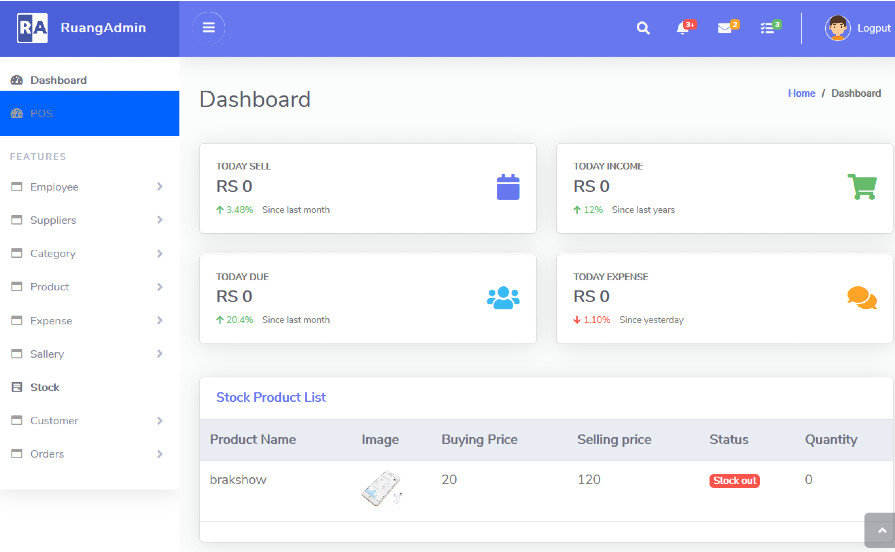 RA RuangAdmin
3+ 2 3 Logput
Dashboard
POS
FEATURES
Employee
Suppliers
Category
Product
Expense
Sallery
Stock
Customer
Orders
Dashboard
Home / Dashboard
TODAY SELL
RS 0
3.48% Since last month
TODAY INCOME
RS 0
12% Since last years
TODAY DUE
RS 0
20.4% Since last month
TODAY EXPENSE
RS 0
1.10% Since yesterday
Stock Product List
Product Name Image Buying Price Selling price Status Quantity
brakshow 20 120 Stock out 0